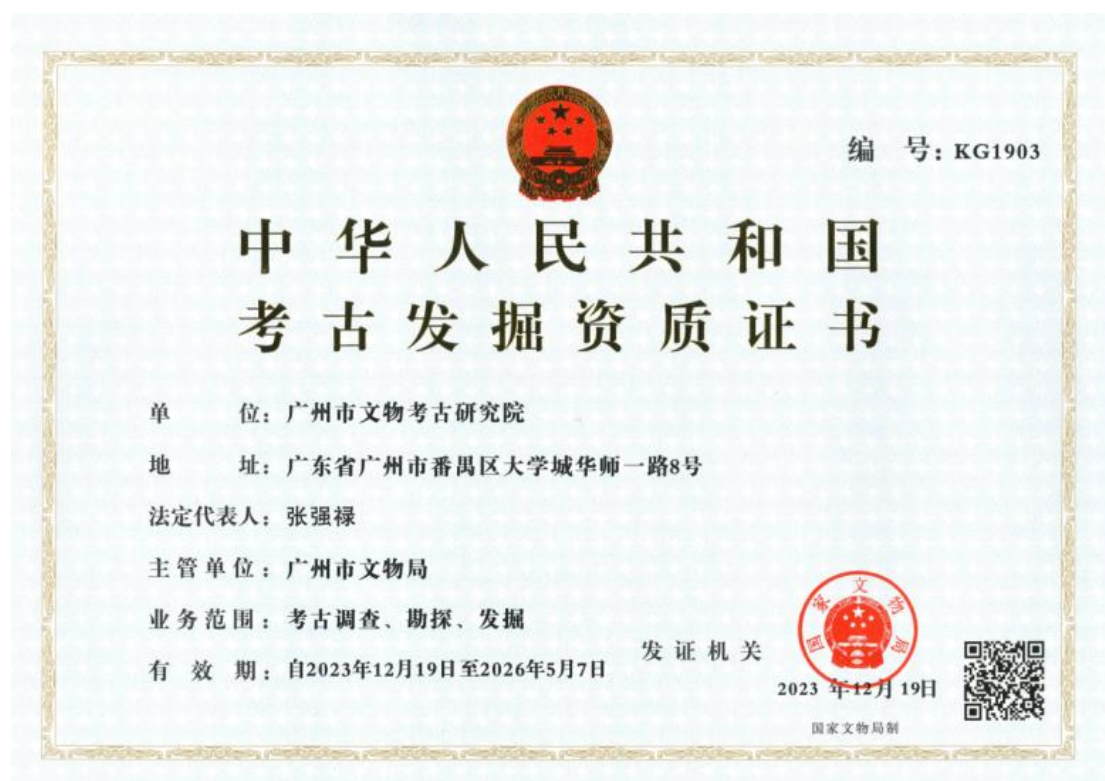 编 号：KG1903
中华人民共和国
考古发掘资质证书
单 位：广州市文物考古研究院
地 址：广东省广州市番禺区大学城华师一路8号
法定代表人：张强禄
主管单位：广州市文物局
业务范围：考古调查、勘探、发掘
有 效 期：自2023年12月19日至2026年5月7日
发证机关
国家文物局
2023 年12月 19日
国家文物局制